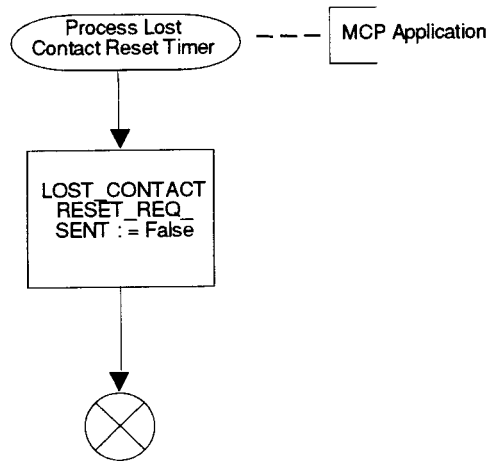 Process Lost
Contact Reset Timer
MCP Application
LOST_CONTACT
RESET_REQ_
SENT : = False